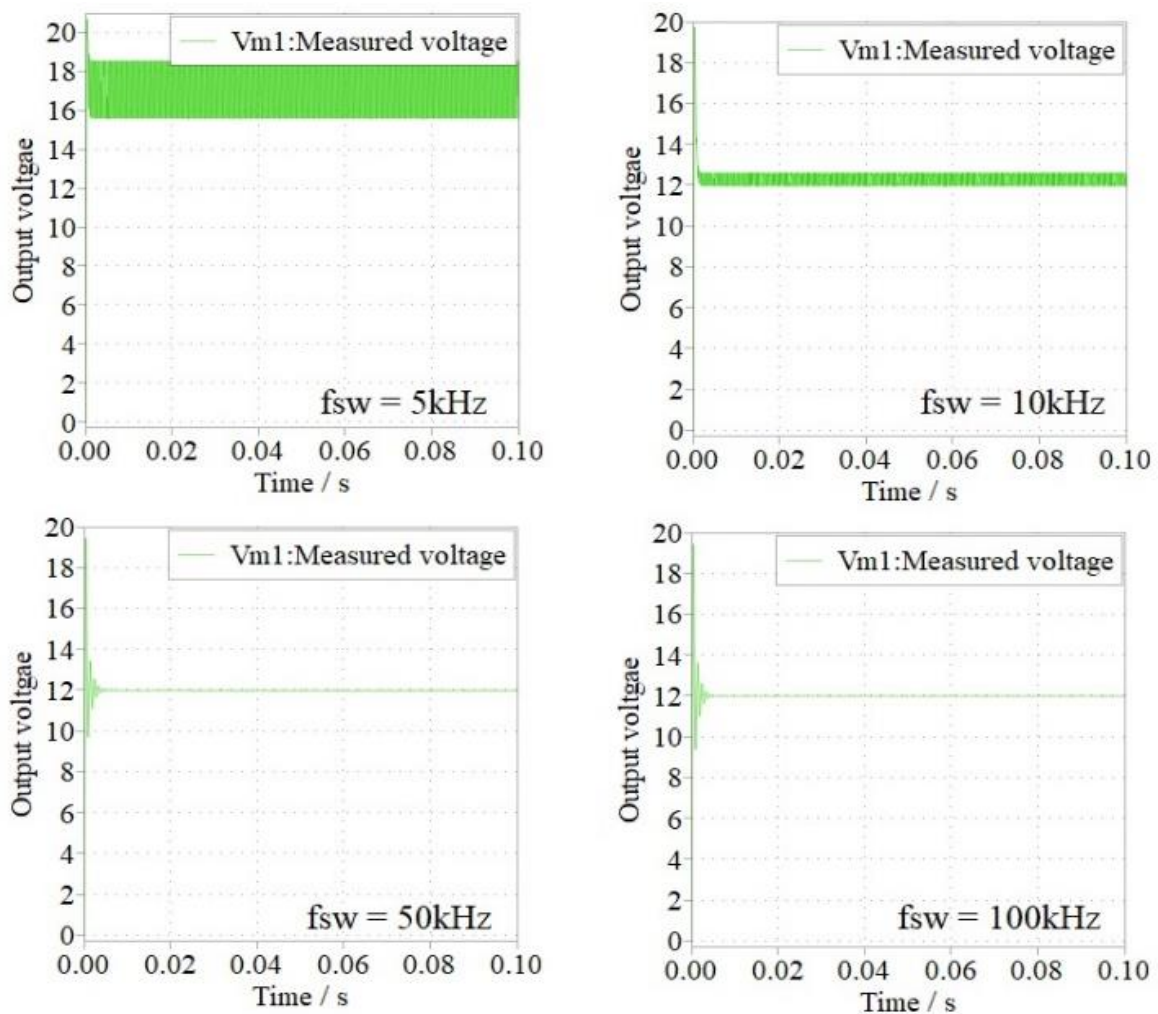 20
18
16
14
12
10
8
6
4
2
0
Output voltgae
Vm1:Measured voltage
fsw = 5kHz
0.00 0.02 0.04 0.06 0.08 0.10
Time / s
20
18
16
14
12
10
8
6
4
2
0
Output voltgae
Vm1:Measured voltage
fsw = 10kHz
0.00 0.02 0.04 0.06 0.08 0.10
Time / s
20
18
16
14
12
10
8
6
4
2
0
Output voltgae
Vm1:Measured voltage
fsw = 50kHz
0.00 0.02 0.04 0.06 0.08 0.10
Time / s
20
18
16
14
12
10
8
6
4
2
0
Output voltgae
Vm1:Measured voltage
fsw = 100kHz
0.00 0.02 0.04 0.06 0.08 0.10
Time / s